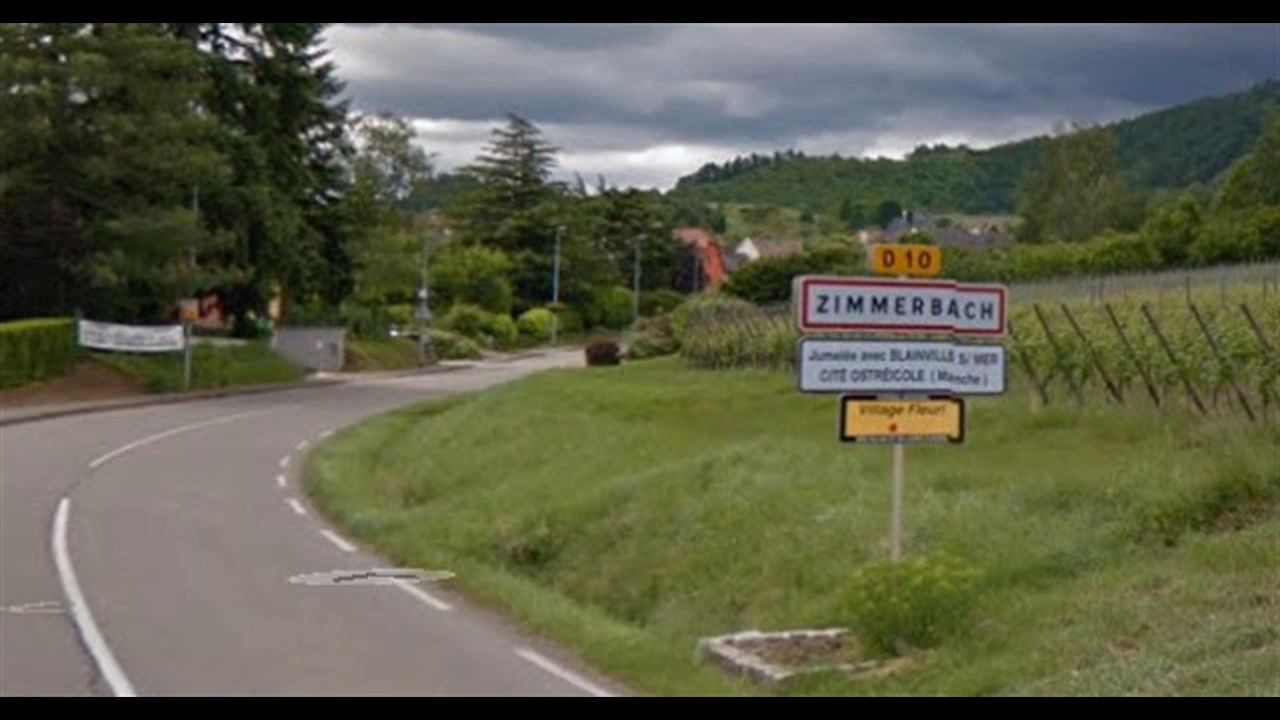 D 10
ZIMMERBACH
Jumelée avec BLAINVILLE S/ MER
CITÉ OSTRÉICOLE (Manche)
Village Fleuri